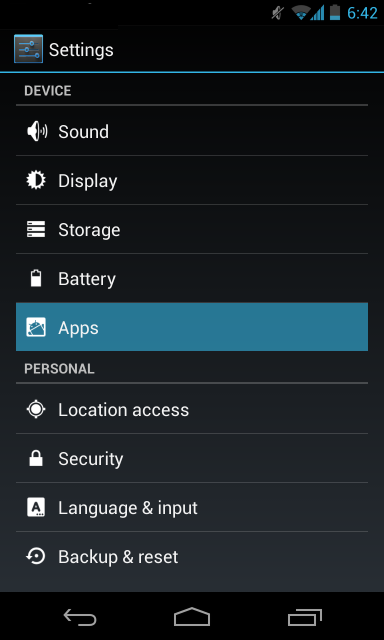 6:42
Settings
DEVICE
Sound
Display
Storage
Battery
Apps
PERSONAL
Location access
Security
Language & input
Backup & reset